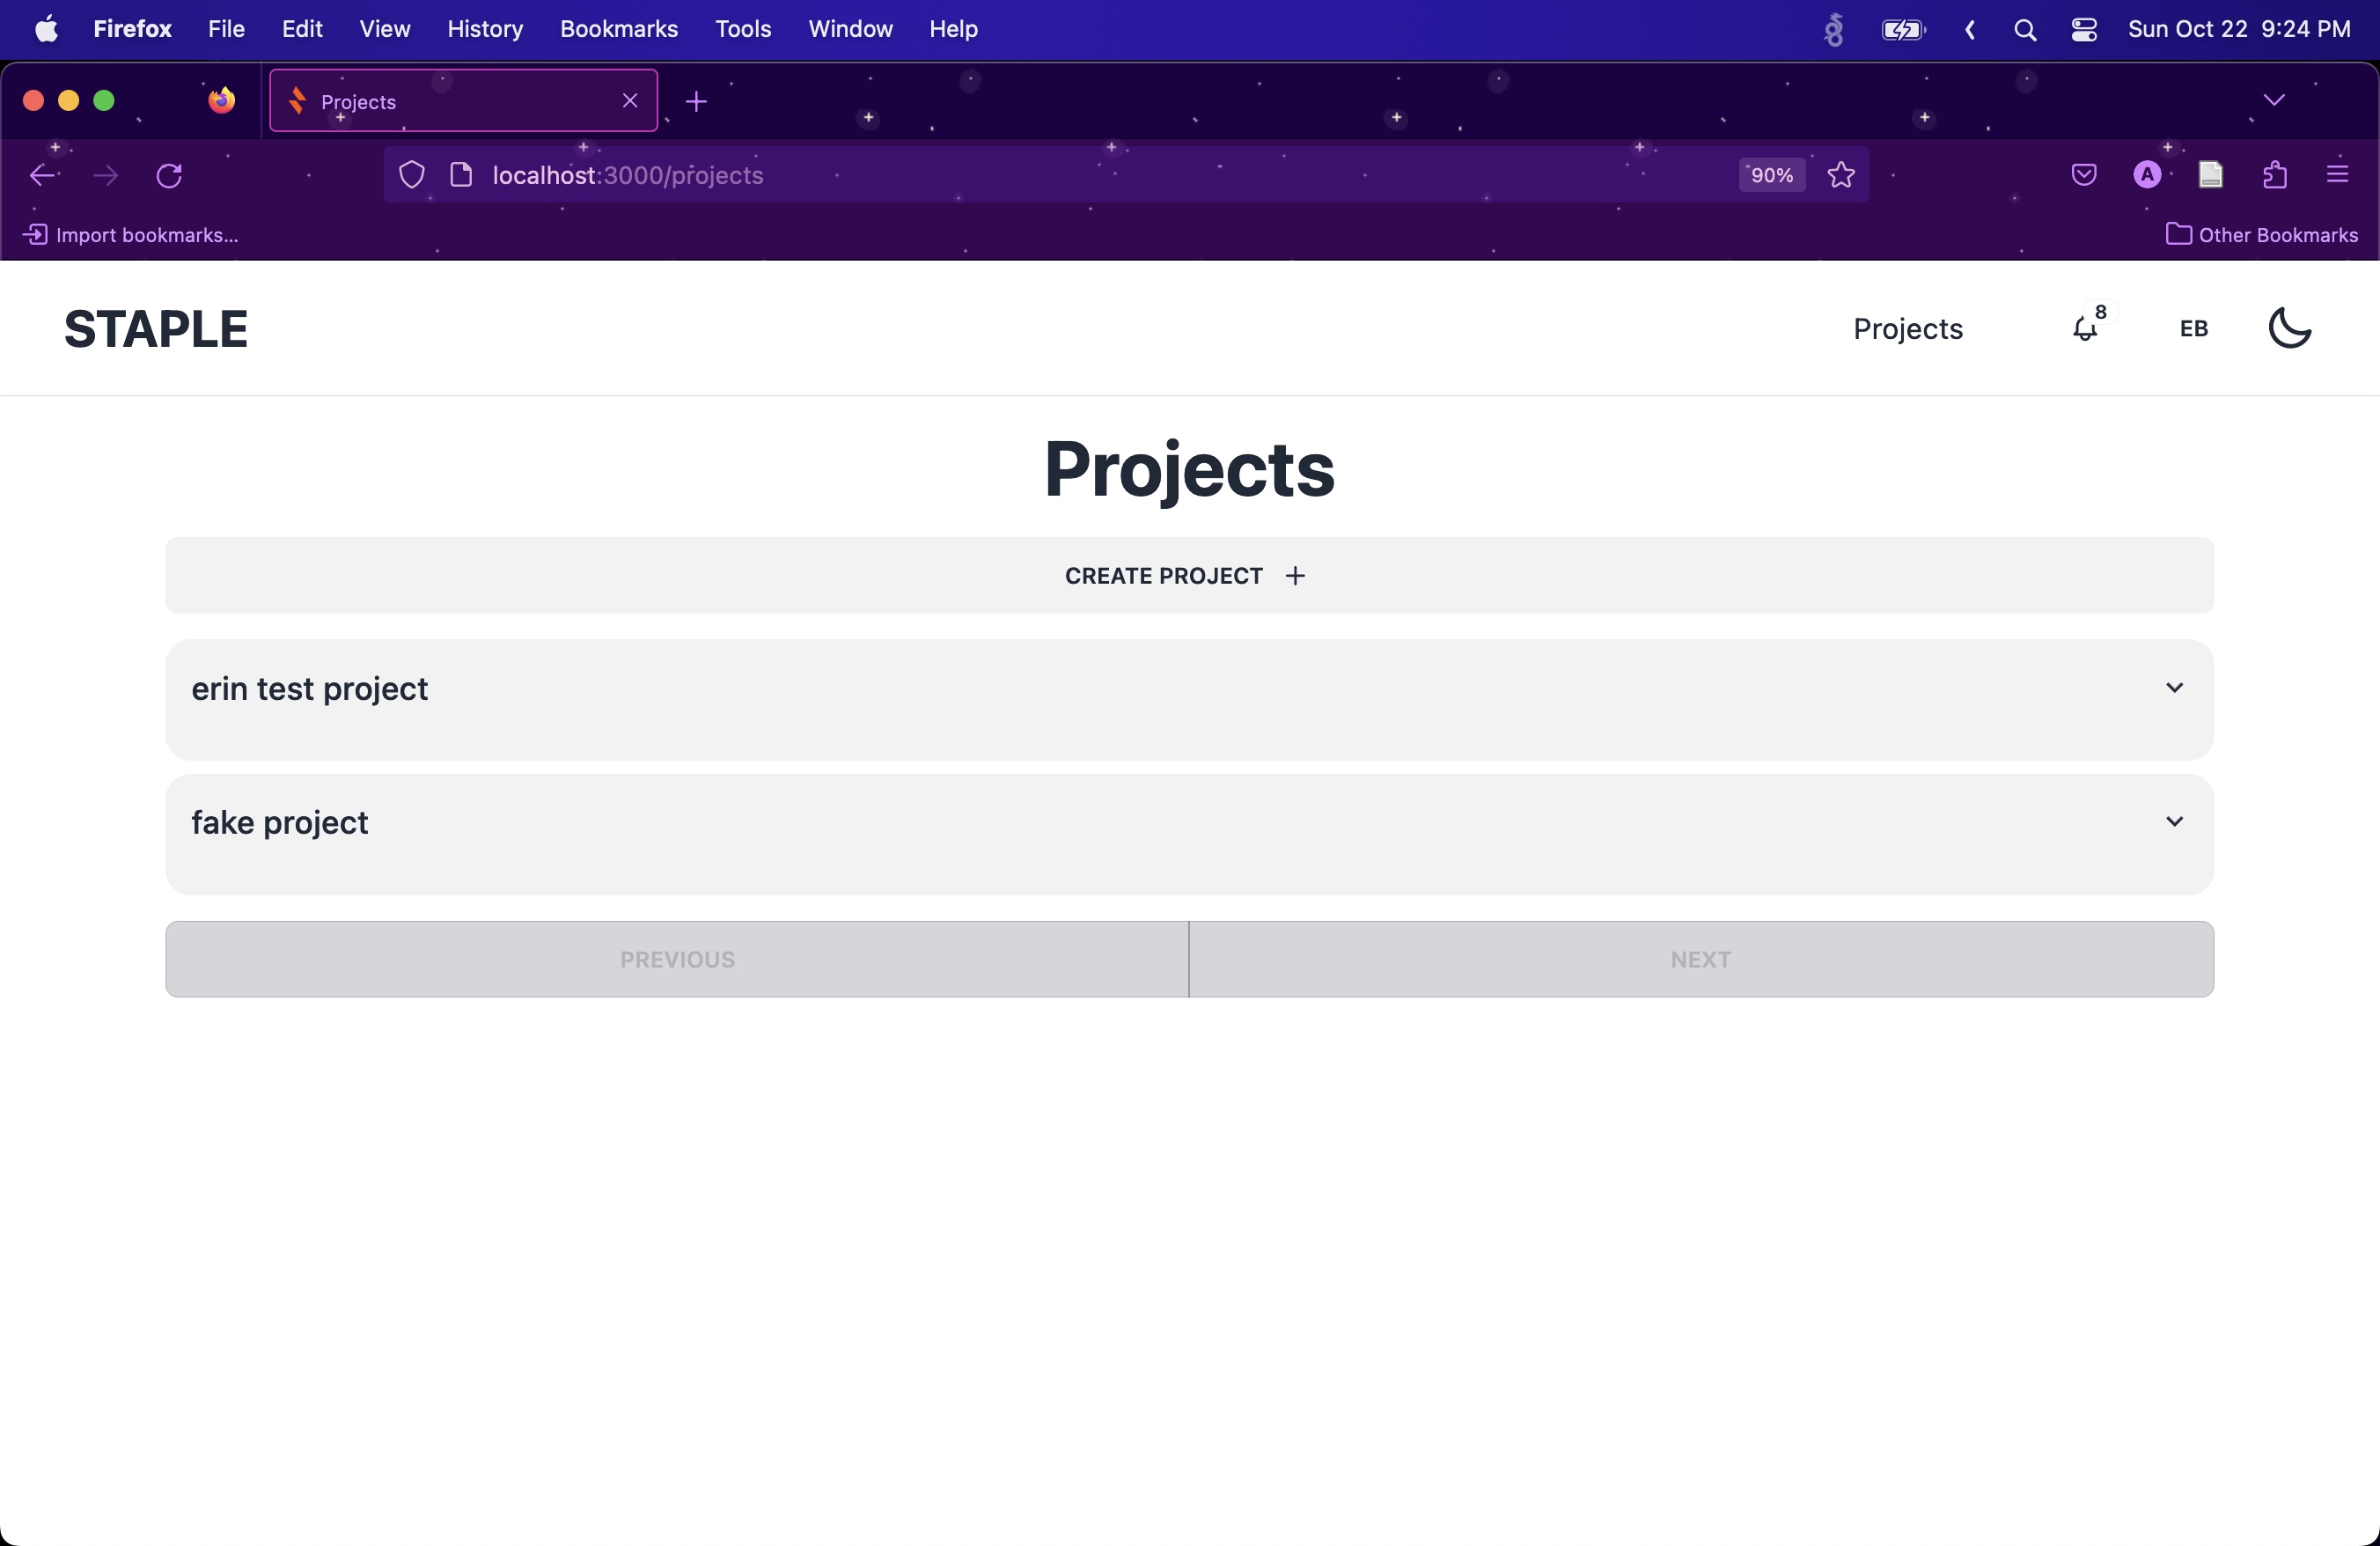 Firefox File Edit View History Bookmarks Tools Window Help Sun Oct 22 9:24 PM
Projects
localhost:3000/projects 90% A
Import bookmarks... Other Bookmarks
STAPLE Projects 8 EB
Projects
CREATE PROJECT +
erin test project
fake project
PREVIOUS NEXT